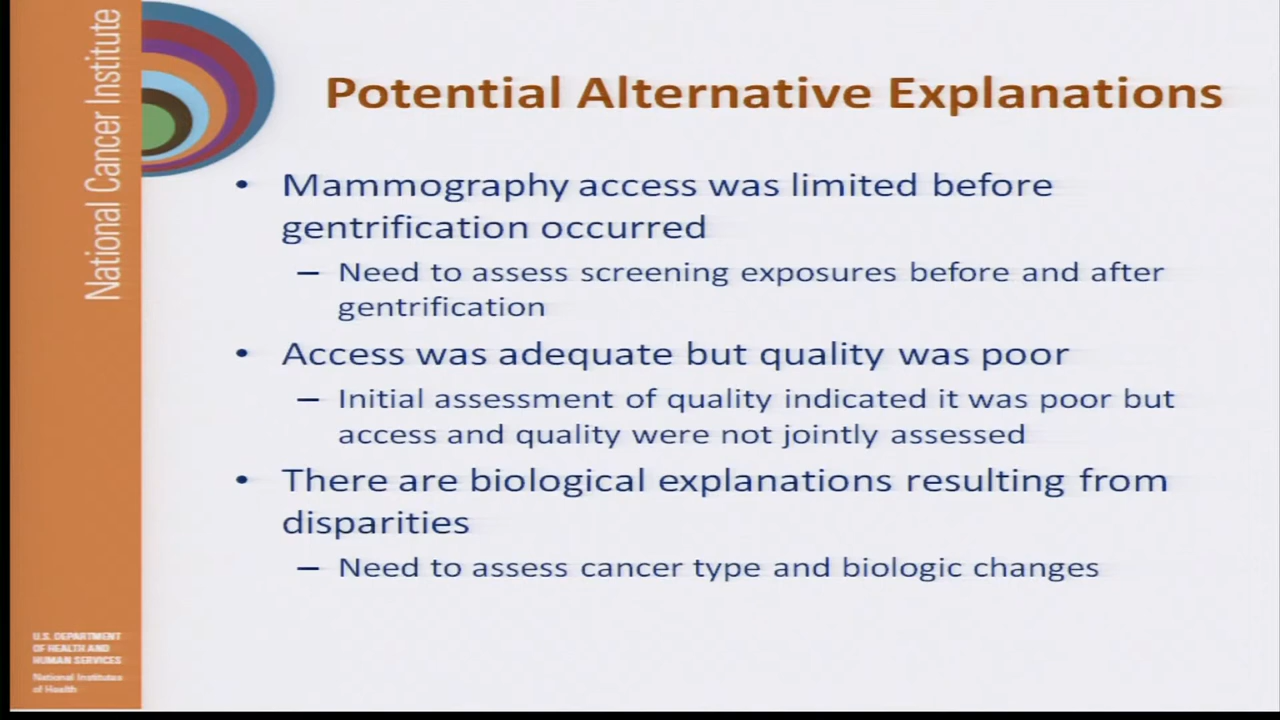 National Cancer Institute
Potential Alternative Explanations
• Mammography access was limited before
gentrification occurred
– Need to assess screening exposures before and after
gentrification
• Access was adequate but quality was poor
– Initial assessment of quality indicated it was poor but
access and quality were not jointly assessed
• There are biological explanations resulting from
disparities
– Need to assess cancer type and biologic changes
U.S. DEPARTMENT
OF HEALTH AND
HUMAN SERVICES
National Institutes
of Health